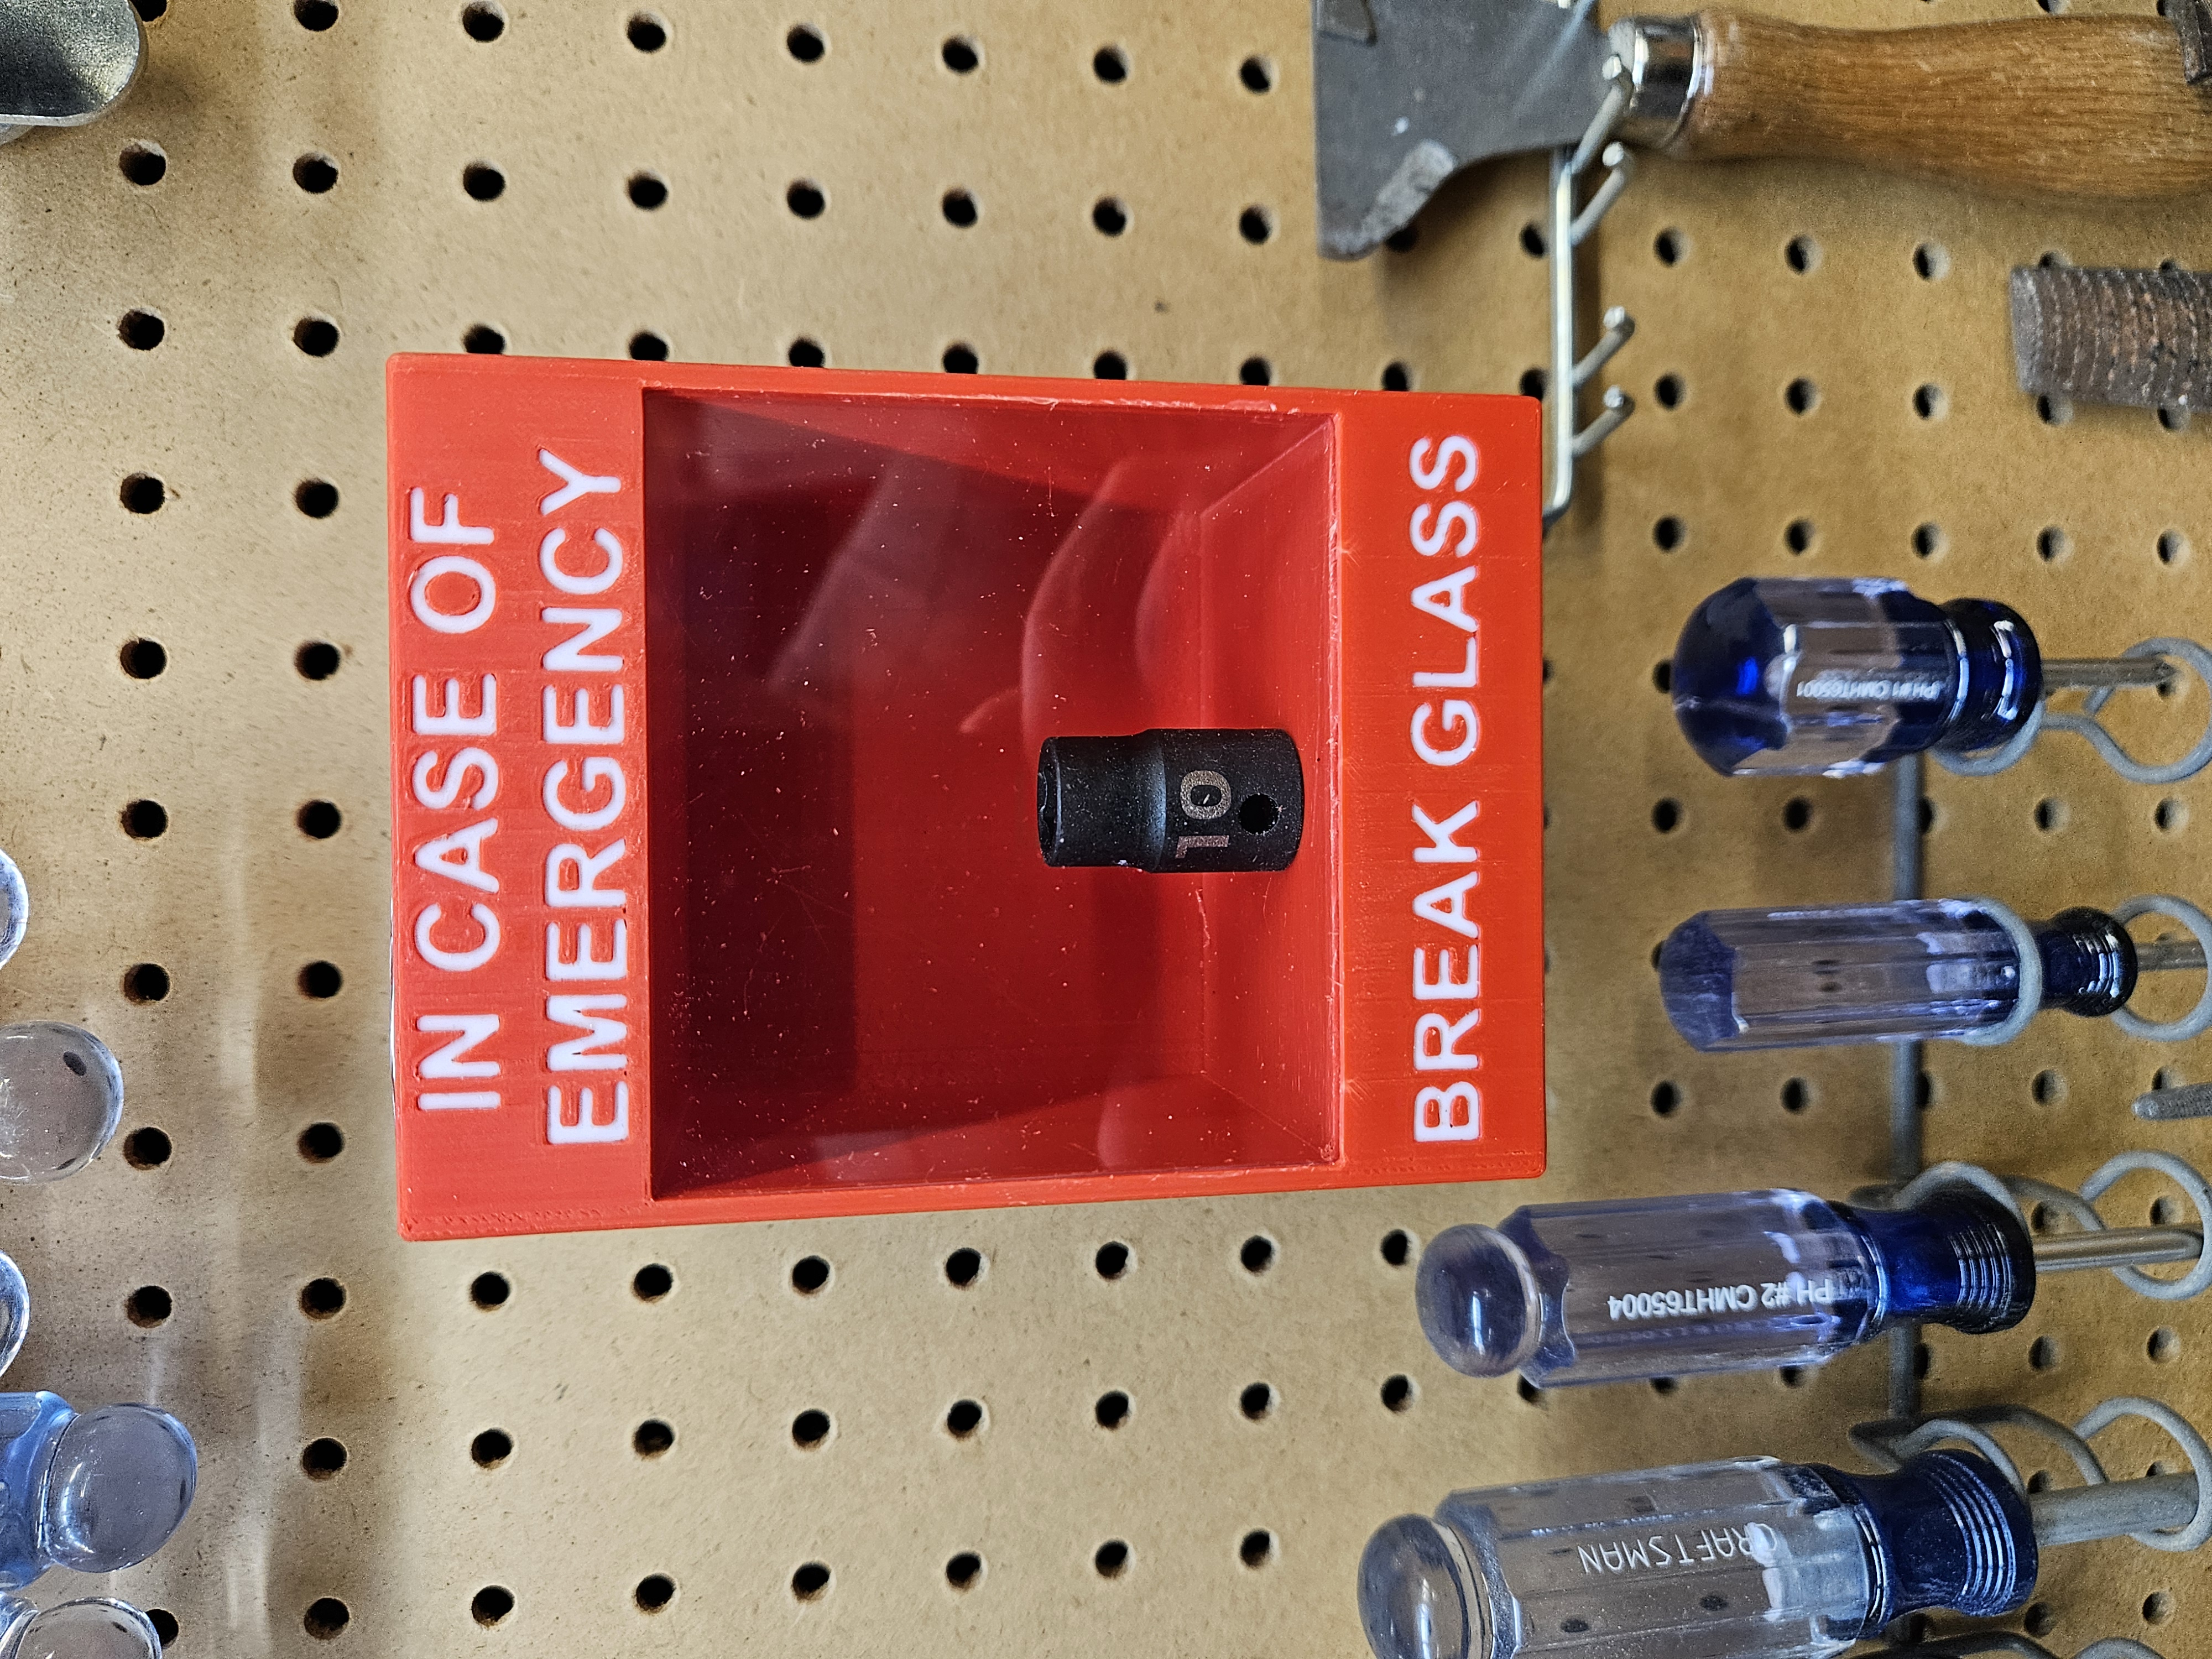 IN CASE OF
EMERGENCY
10
BREAK GLASS
PH #1 CMHT65001
PH #2 CMHT65004
CRAFTSMAN